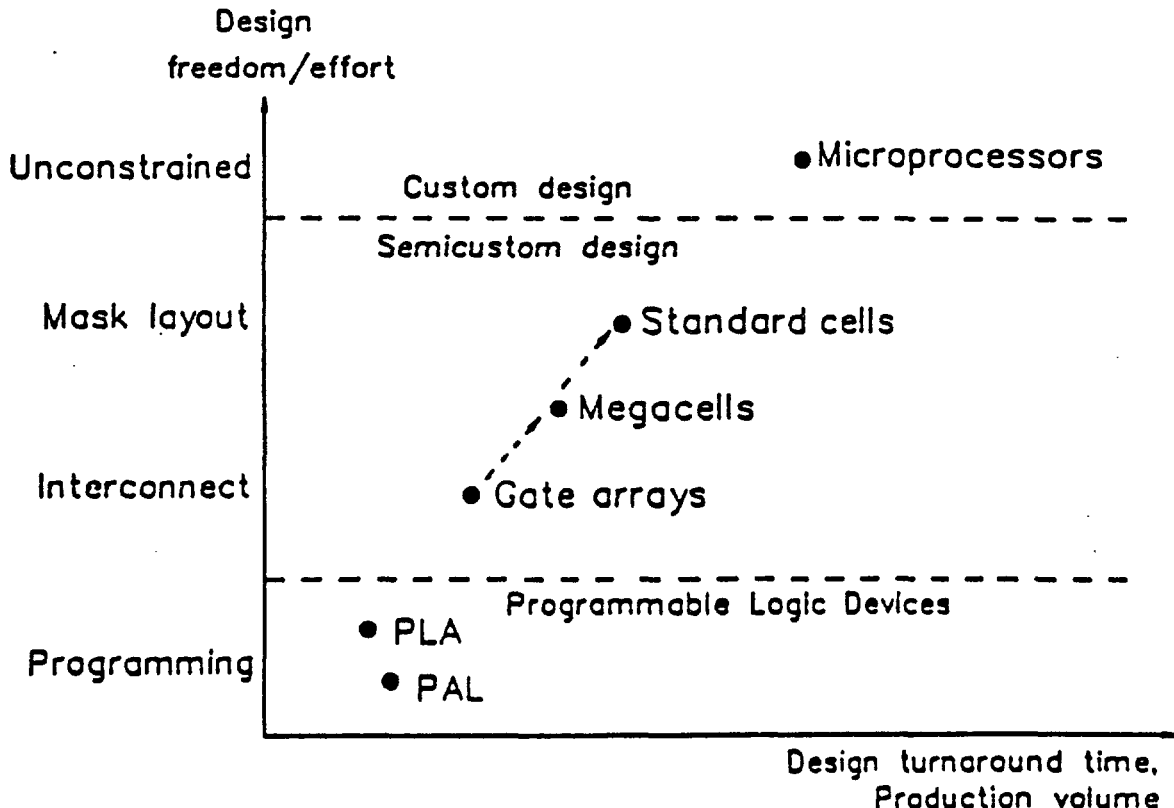 Design
freedom/effort
Unconstrained
Microprocessors
Custom design
Semicustom design
Mask layout
Standard cells
Megacells
Interconnect
Gate arrays
Programmable Logic Devices
PLA
Programming
PAL
Design turnaround time,
Production volume